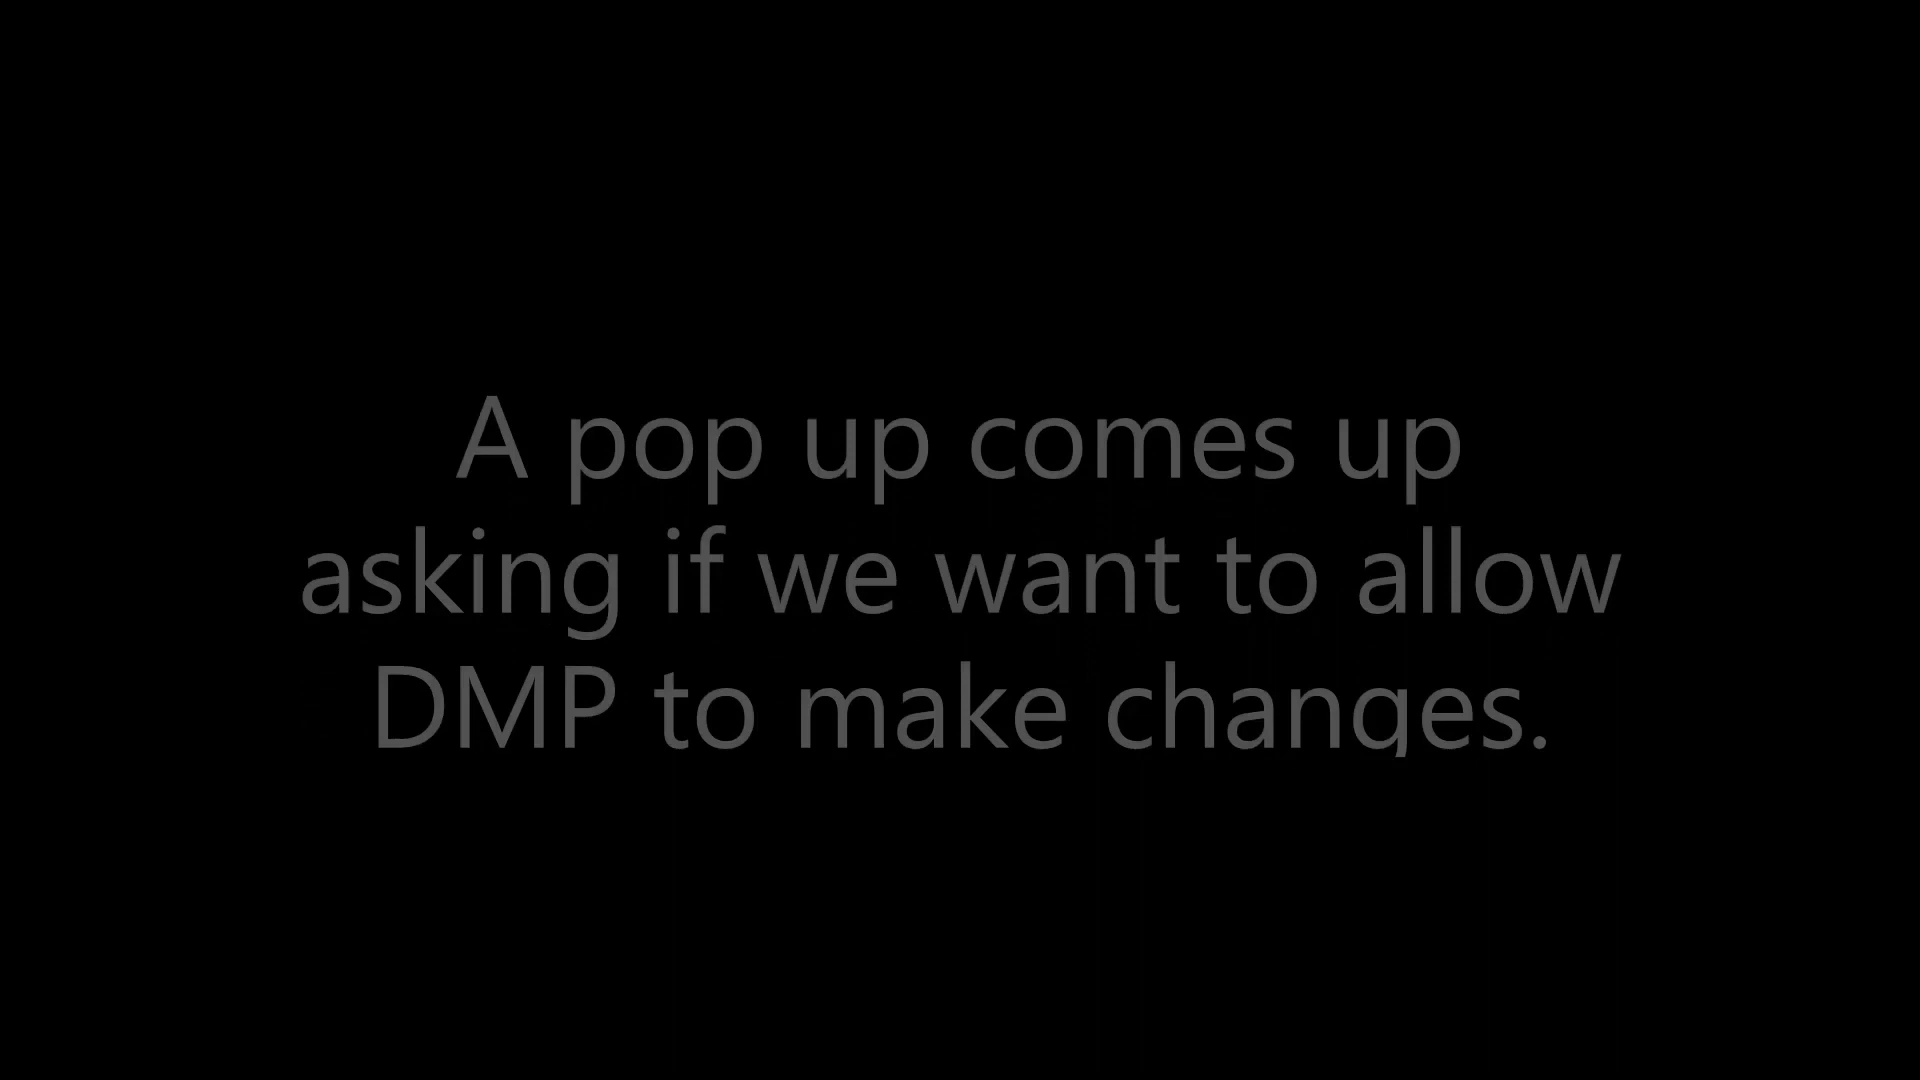 A pop up comes up
asking if we want to allow
DMP to make changes.